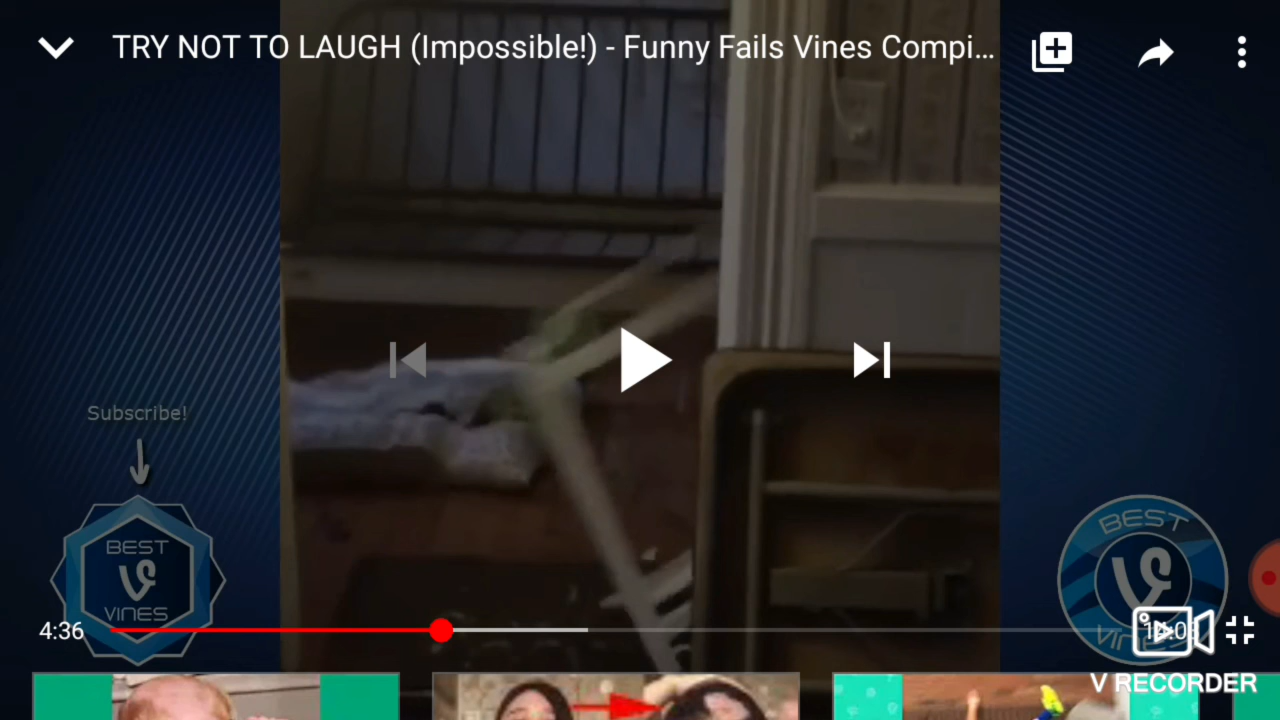 TRY NOT TO LAUGH (Impossible!) - Funny Fails Vines Compi...
Subscribe!
BEST
VINES
BEST
VINES
4:36
V RECORDER